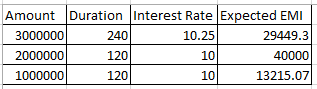 Amount Duration Interest Rate Expected EMI
3000000 240 10.25 29449.3
2000000 120 10 40000
1000000 120 10 13215.07